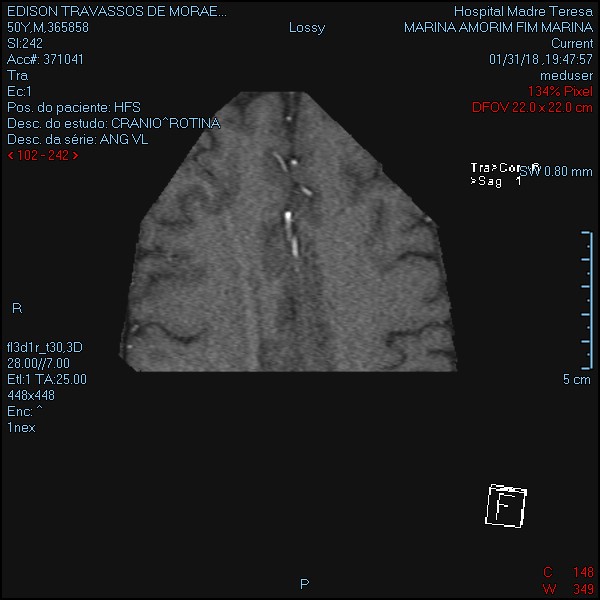 EDISON TRAVASSOS DE MORAE...
50Y,M,365858
Sl:242
Acc#: 371041
Tra
Ec:1
Pos. do paciente: HFS
Desc. do estudo: CRANIO^ROTINA
Desc. da série: ANG VL
< 102 - 242 >
Lossy
Hospital Madre Teresa
MARINA AMORIM FIM MARINA
Current
01/31/18 ,19:47:57
meduser
134% Pixel
DFOV 22.0 x 22.0 cm
Tra>Cor
>Sag 1
SW 0.80 mm
R
fl3d1r_t30,3D
28.00//7.00
Etl:1 TA:25.00
448x448
Enc: ^
1nex
5 cm
F
P
C 148
W 349